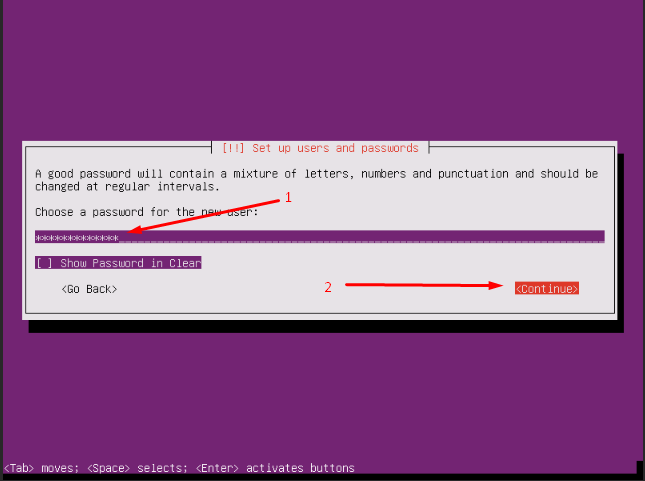 [!!] Set up users and passwords
A good password will contain a mixture of letters, numbers and punctuation and should be
changed at regular intervals.
1
Choose a password for the new user:
*************
[ ] Show Password in Clear
<Go Back>
2
<Continue>
<Tab> moves; <Space> selects; <Enter> activates buttons